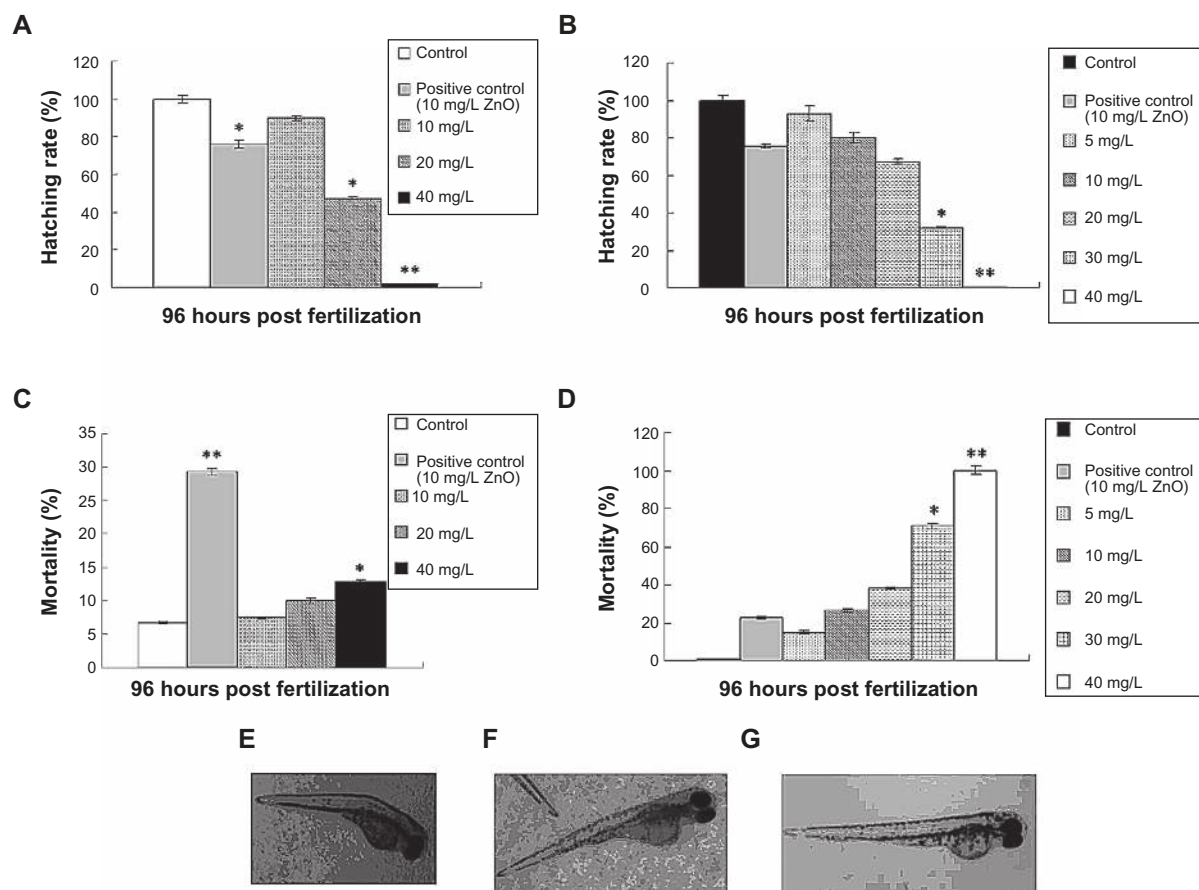 A
Hatching rate (%)
120
100
80
60
40
20
0
*
*
**
96 hours post fertilization
Control
Positive control
(10 mg/L ZnO)
10 mg/L
20 mg/L
40 mg/L
B
Hatching rate (%)
120
100
80
60
40
20
0
*
**
96 hours post fertilization
Control
Positive control
(10 mg/L ZnO)
5 mg/L
10 mg/L
20 mg/L
30 mg/L
40 mg/L
C
Mortality (%)
35
30
25
20
15
10
5
0
**
*
96 hours post fertilization
Control
Positive control
(10 mg/L ZnO)
10 mg/L
20 mg/L
40 mg/L
D
Mortality (%)
120
100
80
60
40
20
0
*
**
96 hours post fertilization
Control
Positive control
(10 mg/L ZnO)
5 mg/L
10 mg/L
20 mg/L
30 mg/L
40 mg/L
E
F
G